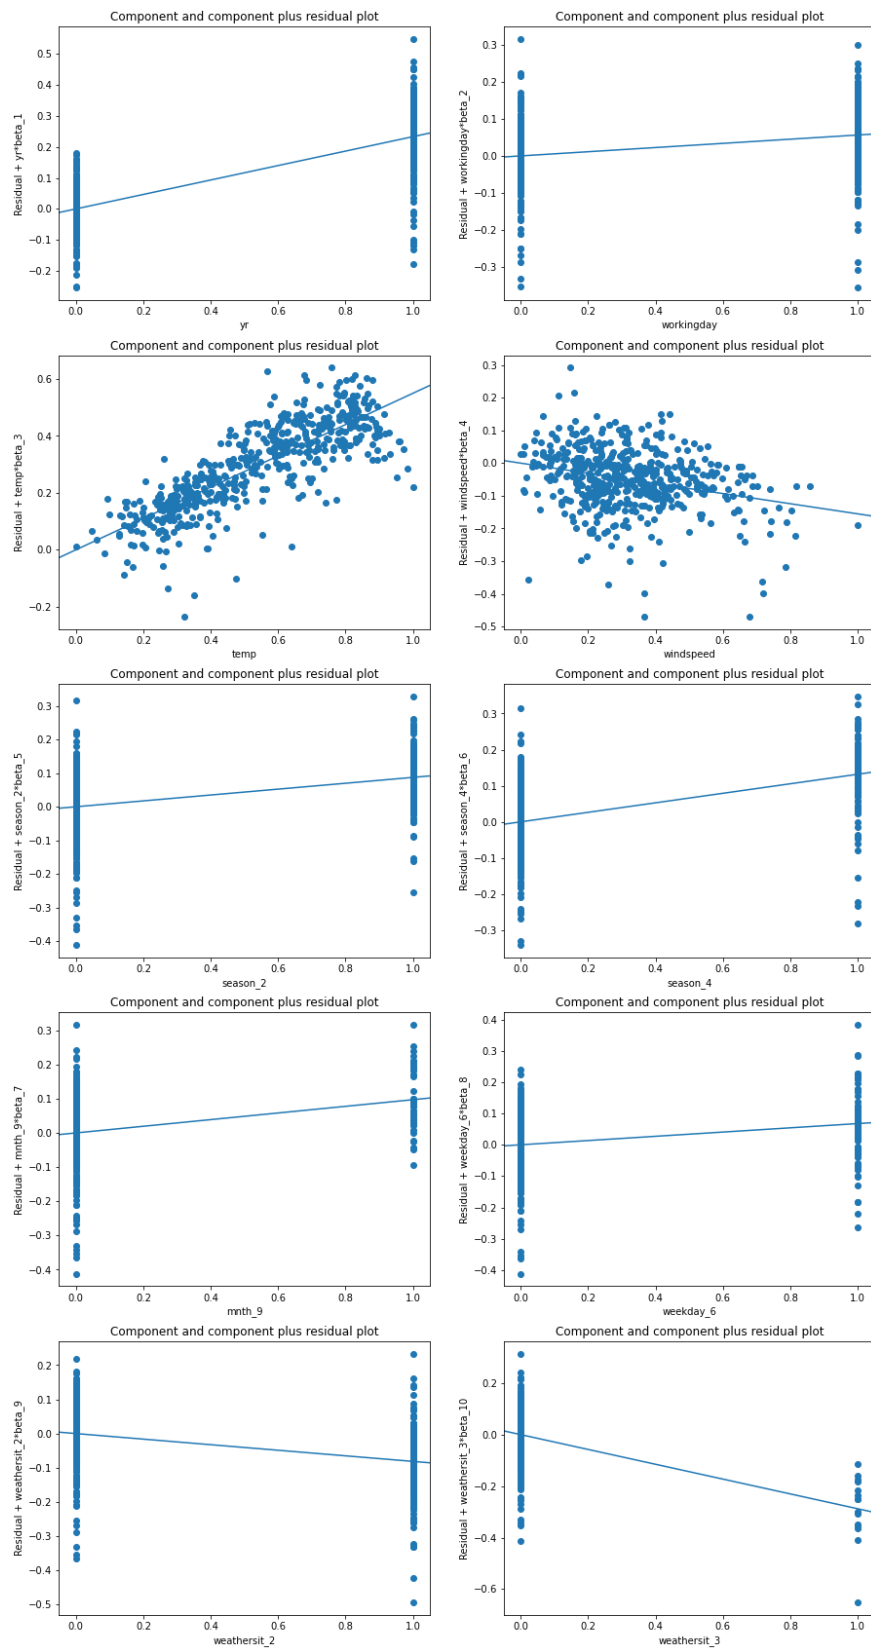 Component and component plus residual plot
Residual + yr*beta_1
0.5
0.4
0.3
0.2
0.1
0.0
−0.1
−0.2
0.0 0.2 0.4 0.6 0.8 1.0
yr
Component and component plus residual plot
Residual + workingday*beta_2
0.3
0.2
0.1
0.0
−0.1
−0.2
−0.3
0.0 0.2 0.4 0.6 0.8 1.0
workingday
Component and component plus residual plot
Residual + temp*beta_3
0.6
0.4
0.2
0.0
−0.2
0.0 0.2 0.4 0.6 0.8 1.0
temp
Component and component plus residual plot
Residual + windspeed*beta_4
0.3
0.2
0.1
0.0
−0.1
−0.2
−0.3
−0.4
−0.5
0.0 0.2 0.4 0.6 0.8 1.0
windspeed
Component and component plus residual plot
Residual + season_2*beta_5
0.3
0.2
0.1
0.0
−0.1
−0.2
−0.3
−0.4
0.0 0.2 0.4 0.6 0.8 1.0
season_2
Component and component plus residual plot
Residual + season_4*beta_6
0.3
0.2
0.1
0.0
−0.1
−0.2
−0.3
0.0 0.2 0.4 0.6 0.8 1.0
season_4
Component and component plus residual plot
Residual + mnth_9*beta_7
0.3
0.2
0.1
0.0
−0.1
−0.2
−0.3
−0.4
0.0 0.2 0.4 0.6 0.8 1.0
mnth_9
Component and component plus residual plot
Residual + weekday_6*beta_8
0.4
0.3
0.2
0.1
0.0
−0.1
−0.2
−0.3
−0.4
0.0 0.2 0.4 0.6 0.8 1.0
weekday_6
Component and component plus residual plot
Residual + weathersit_2*beta_9
0.2
0.1
0.0
−0.1
−0.2
−0.3
−0.4
−0.5
0.0 0.2 0.4 0.6 0.8 1.0
weathersit_2
Component and component plus residual plot
Residual + weathersit_3*beta_10
0.2
0.0
−0.2
−0.4
−0.6
0.0 0.2 0.4 0.6 0.8 1.0
weathersit_3